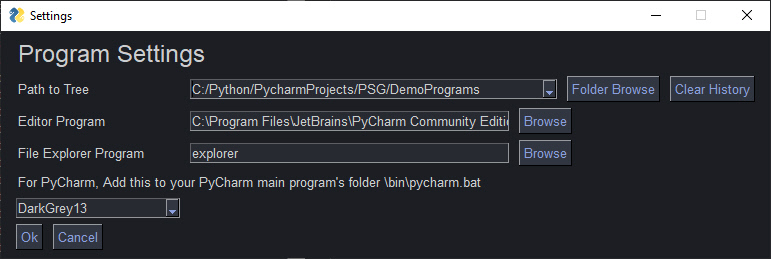 Settings
Program Settings
Path to Tree C:/Python/PycharmProjects/PSG/DemoPrograms Folder Browse Clear History
Editor Program C:\Program Files\JetBrains\PyCharm Community Editi Browse
File Explorer Program explorer Browse
For PyCharm, Add this to your PyCharm main program's folder \bin\pycharm.bat
DarkGrey13
Ok Cancel